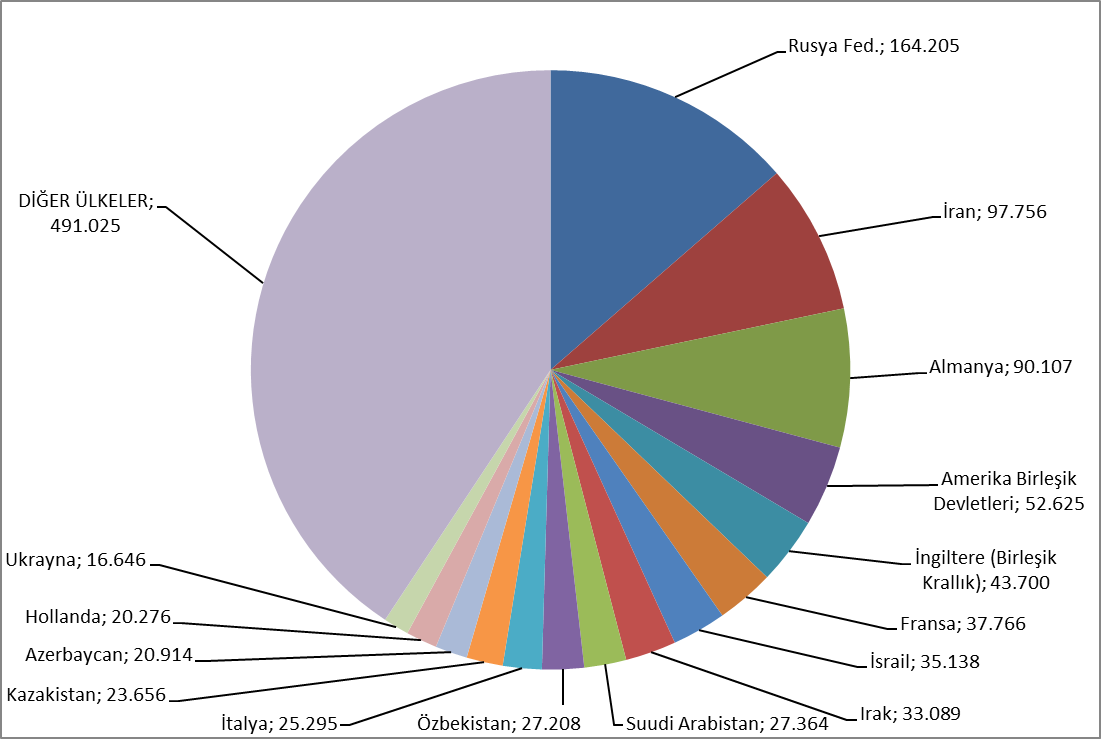 Rusya Fed.; 164.205
İran; 97.756
Almanya; 90.107
Amerika Birleşik
Devletleri; 52.625
İngiltere (Birleşik
Krallık); 43.700
Fransa; 37.766
İsrail; 35.138
Irak; 33.089
Suudi Arabistan; 27.364
Özbekistan; 27.208
İtalya; 25.295
Kazakistan; 23.656
Azerbaycan; 20.914
Hollanda; 20.276
Ukrayna; 16.646
DİĞER ÜLKELER;
491.025